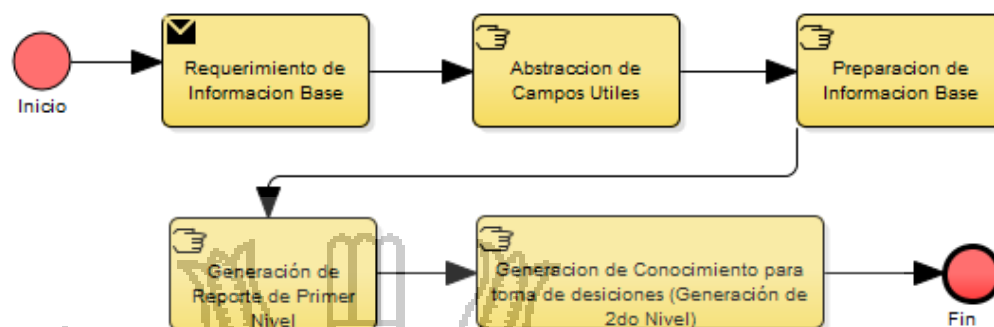 Inicio
Requerimiento de
Informacion Base
Abstraccion de
Campos Utiles
Preparacion de
Informacion Base
Generación de
Reporte de Primer
Nivel
Generacion de Conocimiento para
toma de desiciones (Generación de
2do Nivel)
Fin